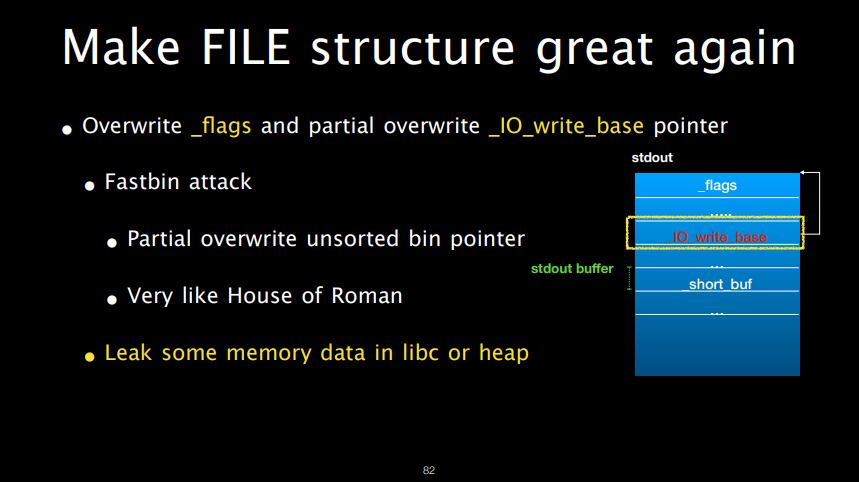 Make FILE structure great again
• Overwrite _flags and partial overwrite _IO_write_base pointer
stdout
_flags
• Fastbin attack
.....
• Partial overwrite unsorted bin pointer
_IO_write_base
stdout buffer
...
_short_buf
• Very like House of Roman
...
• Leak some memory data in libc or heap
82